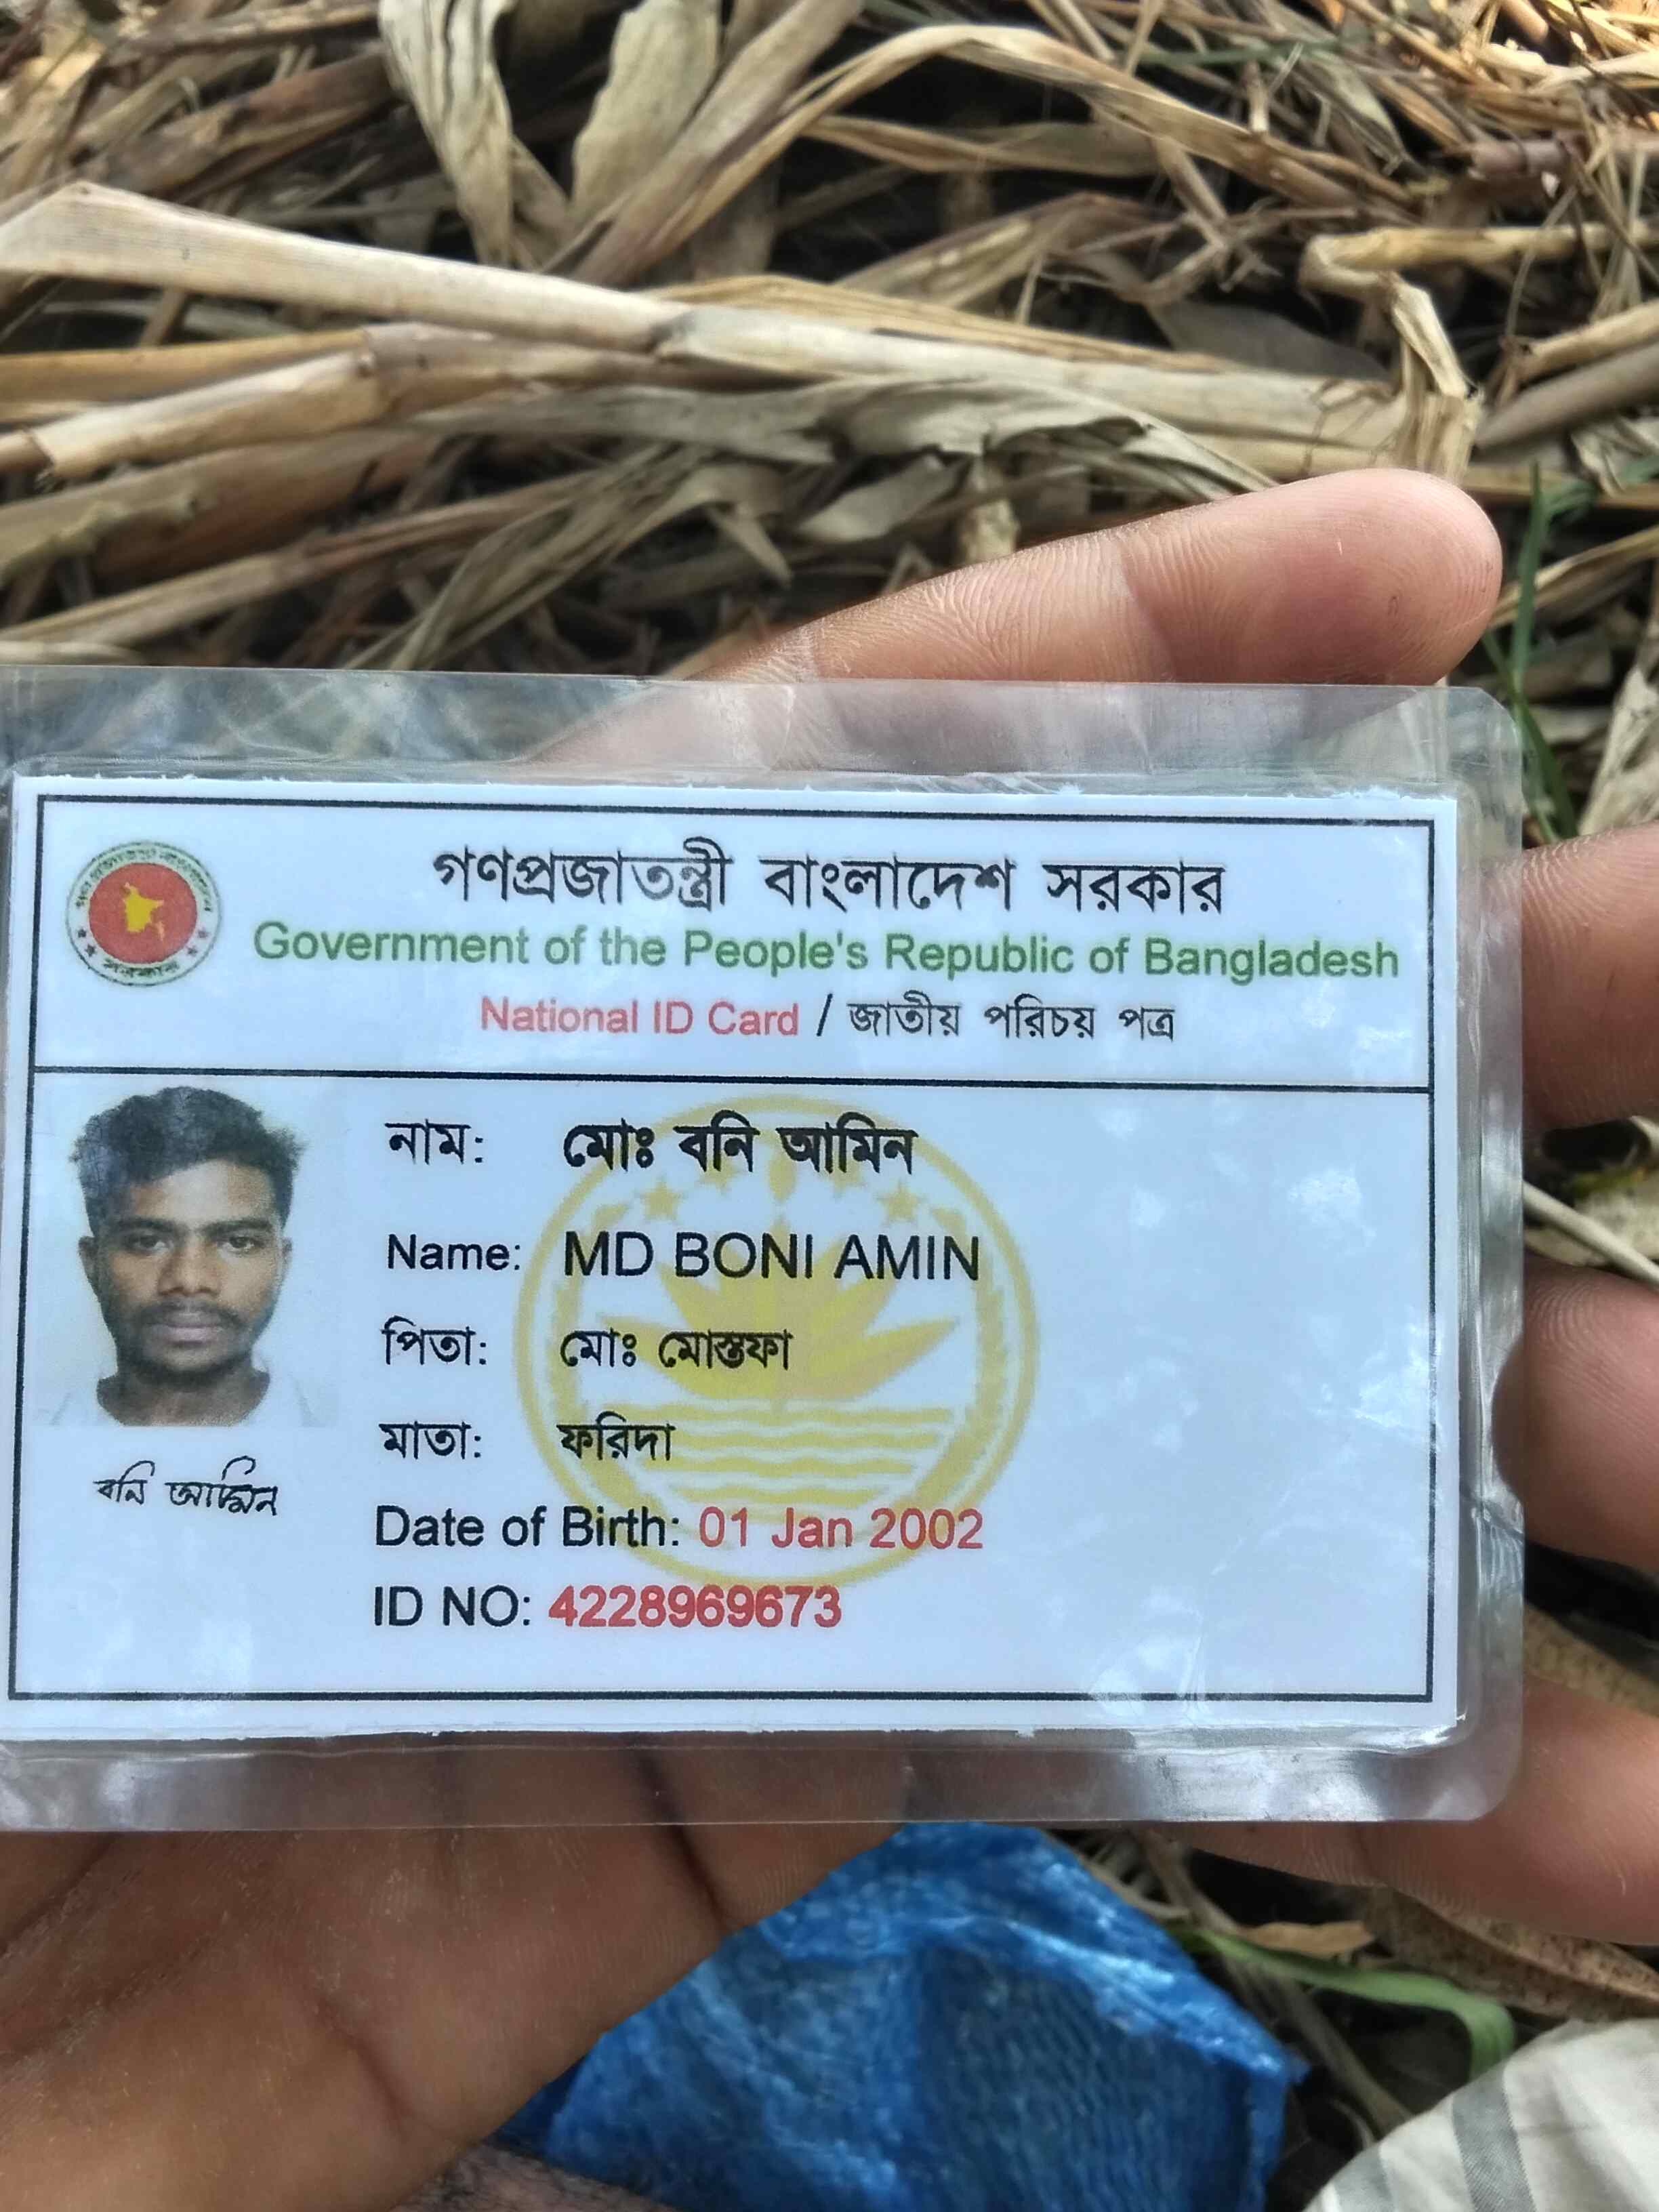 গণপ্রজাতন্ত্রী বাংলাদেশ সরকার
Government of the People's Republic of Bangladesh
National ID Card / জাতীয় পরিচয় পত্র
নাম: মোঃ বনি আমিন
Name: MD BONI AMIN
পিতা: মোঃ মোস্তফা
মাতা: ফরিদা
বনি আমিন
Date of Birth: 01 Jan 2002
ID NO: 4228969673